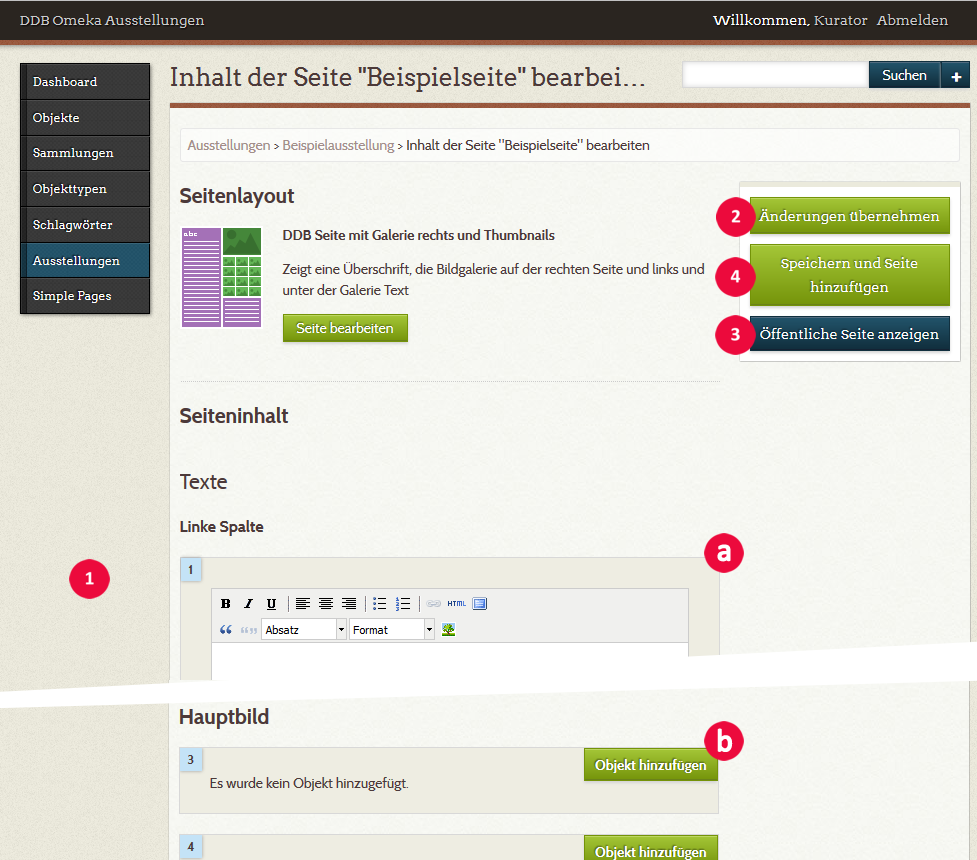 DDB Omeka Ausstellungen
Willkommen, Kurator Abmelden
Dashboard
Objekte
Sammlungen
Objekttypen
Schlagwörter
Ausstellungen
Simple Pages
Inhalt der Seite "Beispielseite" bearbei...
Suchen +
Ausstellungen > Beispielausstellung > Inhalt der Seite "Beispielseite" bearbeiten
Seitenlayout
abc
DDB Seite mit Galerie rechts und Thumbnails
Zeigt eine Überschrift, die Bildgalerie auf der rechten Seite und links und
unter der Galerie Text
Seite bearbeiten
2 Änderungen übernehmen
4 Speichern und Seite
hinzufügen
3 Öffentliche Seite anzeigen
Seiteninhalt
Texte
Linke Spalte
1
a
1
B I U HTML
Absatz Format
Hauptbild
b
3
Objekt hinzufügen
Es wurde kein Objekt hinzugefügt.
4
Objekt hinzufügen